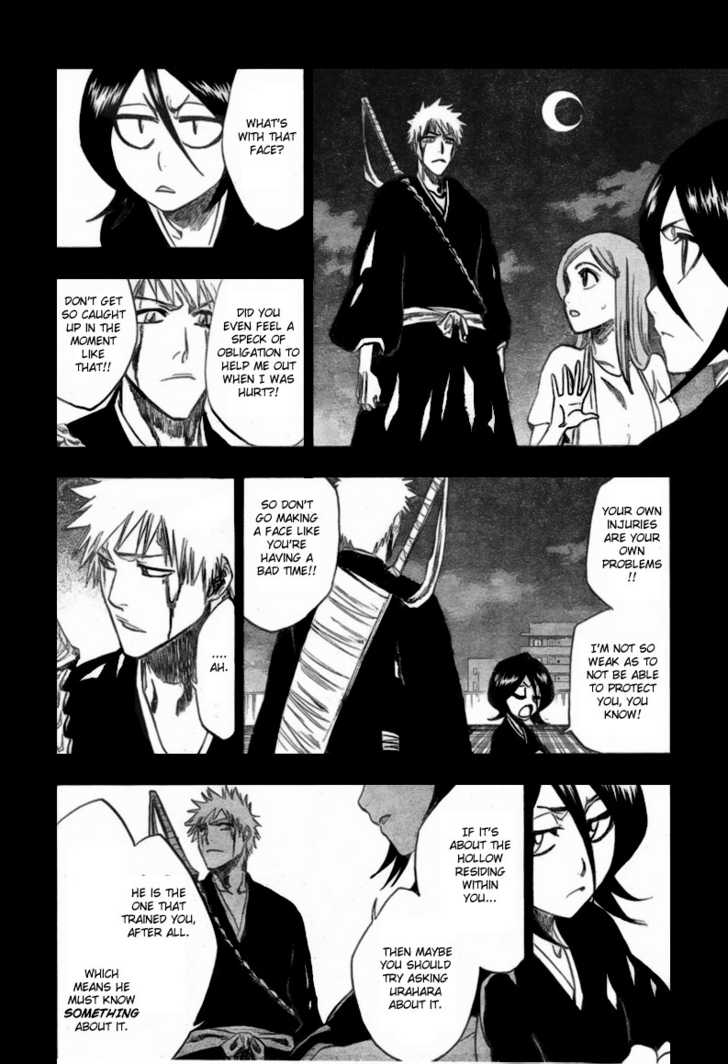 WHAT'S
WITH THAT
FACE?
DID YOU
EVEN FEEL A
SPECK OF
OBLIGATION TO
HELP ME OUT
WHEN I WAS
HURT?!
DON'T GET
SO CAUGHT
UP IN THE
MOMENT
LIKE
THAT!!
YOUR OWN
INJURIES
ARE YOUR
OWN
PROBLEMS
!!
I'M NOT SO
WEAK AS TO
NOT BE ABLE
TO PROTECT
YOU, YOU
KNOW!
SO DON'T
GO MAKING
A FACE LIKE
YOU'RE
HAVING A
BAD TIME!!
....
AH.
IF IT'S
ABOUT THE
HOLLOW
RESIDING
WITHIN
YOU...
THEN MAYBE
YOU SHOULD
TRY ASKING
URAHARA
ABOUT IT.
HE IS THE
ONE THAT
TRAINED YOU,
AFTER ALL.
WHICH
MEANS HE
MUST KNOW
SOMETHING
ABOUT IT.